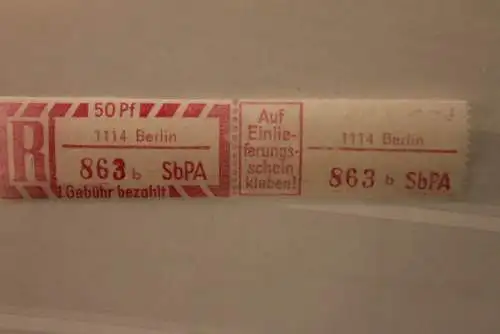 50 Pf
R
1114 Berlin
863 b SbPA
Gebühr bezahlt
Auf
Einlie-
ferungs-
schein
kleben!
1114 Berlin
863 b SbPA